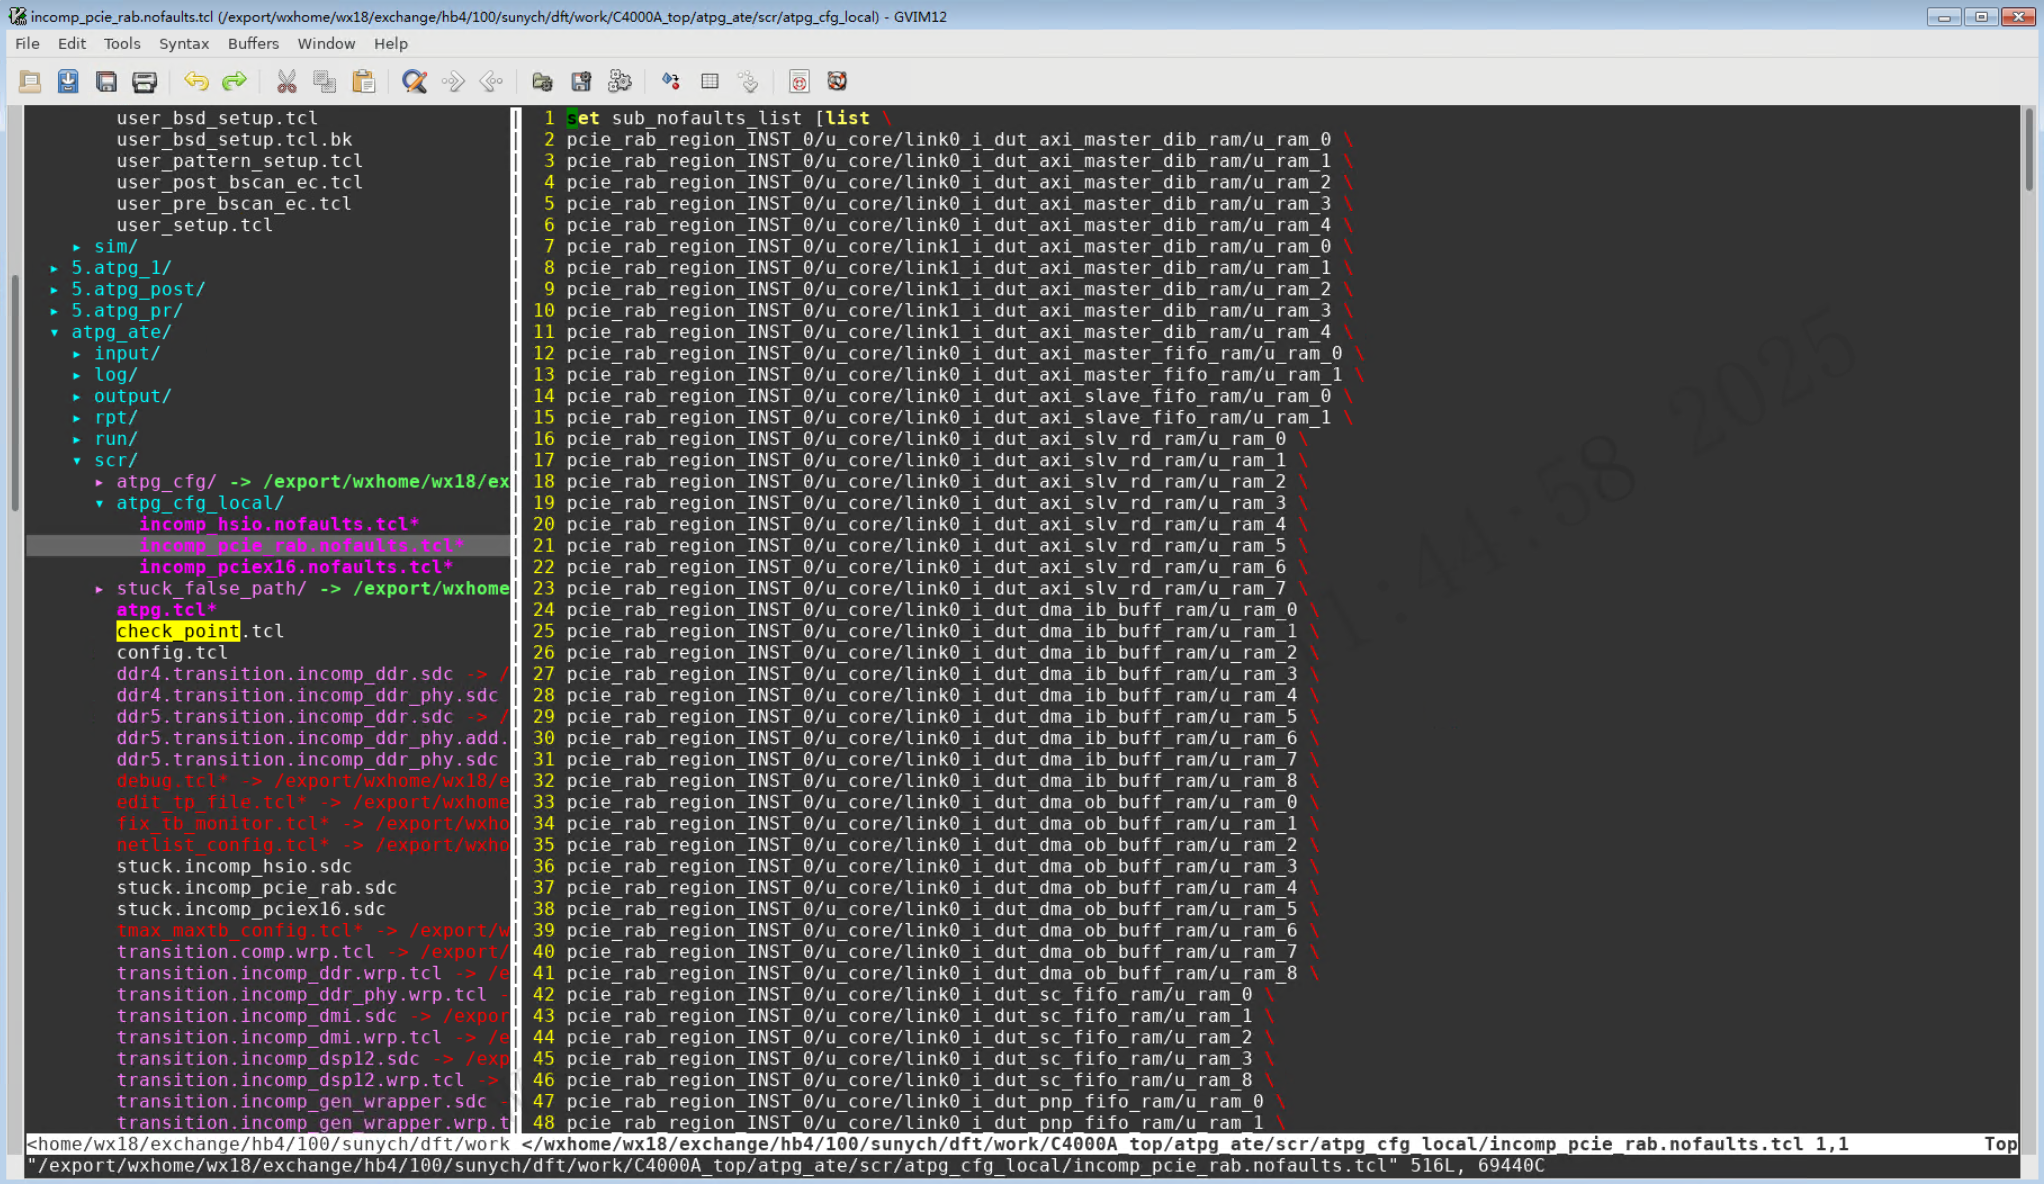 incomp_pcie_rab.nofaults.tcl (/export/wxhome/wx18/exchange/hb4/100/sunych/dft/work/C4000A_top/atpg_ate/scr/atpg_cfg_local) - GVIM12
File Edit Tools Syntax Buffers Window Help
user_bsd_setup.tcl
user_bsd_setup.tcl.bk
user_pattern_setup.tcl
user_post_bscan_ec.tcl
user_pre_bscan_ec.tcl
user_setup.tcl
▸ sim/
▸ 5.atpg_1/
▸ 5.atpg_post/
▸ 5.atpg_pr/
▾ atpg_ate/
▸ input/
▸ log/
▸ output/
▸ rpt/
▸ run/
▾ scr/
▸ atpg_cfg/ -> /export/wxhome/wx18/ex
▾ atpg_cfg_local/
incomp_hsio.nofaults.tcl*
incomp_pcie_rab.nofaults.tcl*
incomp_pciex16.nofaults.tcl*
▸ stuck_false_path/ -> /export/wxhome
atpg.tcl*
check_point.tcl
config.tcl
ddr4.transition.incomp_ddr.sdc -> /
ddr4.transition.incomp_ddr_phy.sdc
ddr5.transition.incomp_ddr.sdc -> /
ddr5.transition.incomp_ddr_phy.add.
ddr5.transition.incomp_ddr_phy.sdc
debug.tcl* -> /export/wxhome/wx18/e
edit_tp_file.tcl* -> /export/wxhome
fix_tb_monitor.tcl* -> /export/wxho
netlist_config.tcl* -> /export/wxho
stuck.incomp_hsio.sdc
stuck.incomp_pcie_rab.sdc
stuck.incomp_pciex16.sdc
tmax_maxtb_config.tcl* -> /export/w
transition.comp.wrp.tcl -> /export/
transition.incomp_ddr.wrp.tcl -> /e
transition.incomp_ddr_phy.wrp.tcl -
transition.incomp_dmi.sdc -> /expor
transition.incomp_dmi.wrp.tcl -> /e
transition.incomp_dsp12.sdc -> /exp
transition.incomp_dsp12.wrp.tcl ->
transition.incomp_gen_wrapper.sdc -
transition.incomp_gen_wrapper.wrp.t
1 set sub_nofaults_list [list \
2 pcie_rab_region_INST_0/u_core/link0_i_dut_axi_master_dib_ram/u_ram_0 \
3 pcie_rab_region_INST_0/u_core/link0_i_dut_axi_master_dib_ram/u_ram_1 \
4 pcie_rab_region_INST_0/u_core/link0_i_dut_axi_master_dib_ram/u_ram_2 \
5 pcie_rab_region_INST_0/u_core/link0_i_dut_axi_master_dib_ram/u_ram_3 \
6 pcie_rab_region_INST_0/u_core/link0_i_dut_axi_master_dib_ram/u_ram_4 \
7 pcie_rab_region_INST_0/u_core/link1_i_dut_axi_master_dib_ram/u_ram_0 \
8 pcie_rab_region_INST_0/u_core/link1_i_dut_axi_master_dib_ram/u_ram_1 \
9 pcie_rab_region_INST_0/u_core/link1_i_dut_axi_master_dib_ram/u_ram_2 \
10 pcie_rab_region_INST_0/u_core/link1_i_dut_axi_master_dib_ram/u_ram_3 \
11 pcie_rab_region_INST_0/u_core/link1_i_dut_axi_master_dib_ram/u_ram_4 \
12 pcie_rab_region_INST_0/u_core/link0_i_dut_axi_master_fifo_ram/u_ram_0 \
13 pcie_rab_region_INST_0/u_core/link0_i_dut_axi_master_fifo_ram/u_ram_1 \
14 pcie_rab_region_INST_0/u_core/link0_i_dut_axi_slave_fifo_ram/u_ram_0 \
15 pcie_rab_region_INST_0/u_core/link0_i_dut_axi_slave_fifo_ram/u_ram_1 \
16 pcie_rab_region_INST_0/u_core/link0_i_dut_axi_slv_rd_ram/u_ram_0 \
17 pcie_rab_region_INST_0/u_core/link0_i_dut_axi_slv_rd_ram/u_ram_1 \
18 pcie_rab_region_INST_0/u_core/link0_i_dut_axi_slv_rd_ram/u_ram_2 \
19 pcie_rab_region_INST_0/u_core/link0_i_dut_axi_slv_rd_ram/u_ram_3 \
20 pcie_rab_region_INST_0/u_core/link0_i_dut_axi_slv_rd_ram/u_ram_4 \
21 pcie_rab_region_INST_0/u_core/link0_i_dut_axi_slv_rd_ram/u_ram_5 \
22 pcie_rab_region_INST_0/u_core/link0_i_dut_axi_slv_rd_ram/u_ram_6 \
23 pcie_rab_region_INST_0/u_core/link0_i_dut_axi_slv_rd_ram/u_ram_7 \
24 pcie_rab_region_INST_0/u_core/link0_i_dut_dma_ib_buff_ram/u_ram_0 \
25 pcie_rab_region_INST_0/u_core/link0_i_dut_dma_ib_buff_ram/u_ram_1 \
26 pcie_rab_region_INST_0/u_core/link0_i_dut_dma_ib_buff_ram/u_ram_2 \
27 pcie_rab_region_INST_0/u_core/link0_i_dut_dma_ib_buff_ram/u_ram_3 \
28 pcie_rab_region_INST_0/u_core/link0_i_dut_dma_ib_buff_ram/u_ram_4 \
29 pcie_rab_region_INST_0/u_core/link0_i_dut_dma_ib_buff_ram/u_ram_5 \
30 pcie_rab_region_INST_0/u_core/link0_i_dut_dma_ib_buff_ram/u_ram_6 \
31 pcie_rab_region_INST_0/u_core/link0_i_dut_dma_ib_buff_ram/u_ram_7 \
32 pcie_rab_region_INST_0/u_core/link0_i_dut_dma_ib_buff_ram/u_ram_8 \
33 pcie_rab_region_INST_0/u_core/link0_i_dut_dma_ob_buff_ram/u_ram_0 \
34 pcie_rab_region_INST_0/u_core/link0_i_dut_dma_ob_buff_ram/u_ram_1 \
35 pcie_rab_region_INST_0/u_core/link0_i_dut_dma_ob_buff_ram/u_ram_2 \
36 pcie_rab_region_INST_0/u_core/link0_i_dut_dma_ob_buff_ram/u_ram_3 \
37 pcie_rab_region_INST_0/u_core/link0_i_dut_dma_ob_buff_ram/u_ram_4 \
38 pcie_rab_region_INST_0/u_core/link0_i_dut_dma_ob_buff_ram/u_ram_5 \
39 pcie_rab_region_INST_0/u_core/link0_i_dut_dma_ob_buff_ram/u_ram_6 \
40 pcie_rab_region_INST_0/u_core/link0_i_dut_dma_ob_buff_ram/u_ram_7 \
41 pcie_rab_region_INST_0/u_core/link0_i_dut_dma_ob_buff_ram/u_ram_8 \
42 pcie_rab_region_INST_0/u_core/link0_i_dut_sc_fifo_ram/u_ram_0 \
43 pcie_rab_region_INST_0/u_core/link0_i_dut_sc_fifo_ram/u_ram_1 \
44 pcie_rab_region_INST_0/u_core/link0_i_dut_sc_fifo_ram/u_ram_2 \
45 pcie_rab_region_INST_0/u_core/link0_i_dut_sc_fifo_ram/u_ram_3 \
46 pcie_rab_region_INST_0/u_core/link0_i_dut_sc_fifo_ram/u_ram_8 \
47 pcie_rab_region_INST_0/u_core/link0_i_dut_pnp_fifo_ram/u_ram_0 \
48 pcie_rab_region_INST_0/u_core/link0_i_dut_pnp_fifo_ram/u_ram_1 \
<home/wx18/exchange/hb4/100/sunych/dft/work </wxhome/wx18/exchange/hb4/100/sunych/dft/work/C4000A_top/atpg_ate/scr/atpg_cfg_local/incomp_pcie_rab.nofaults.tcl 1,1 Top
"/export/wxhome/wx18/exchange/hb4/100/sunych/dft/work/C4000A_top/atpg_ate/scr/atpg_cfg_local/incomp_pcie_rab.nofaults.tcl" 516L, 69440C
1:44:58 2025